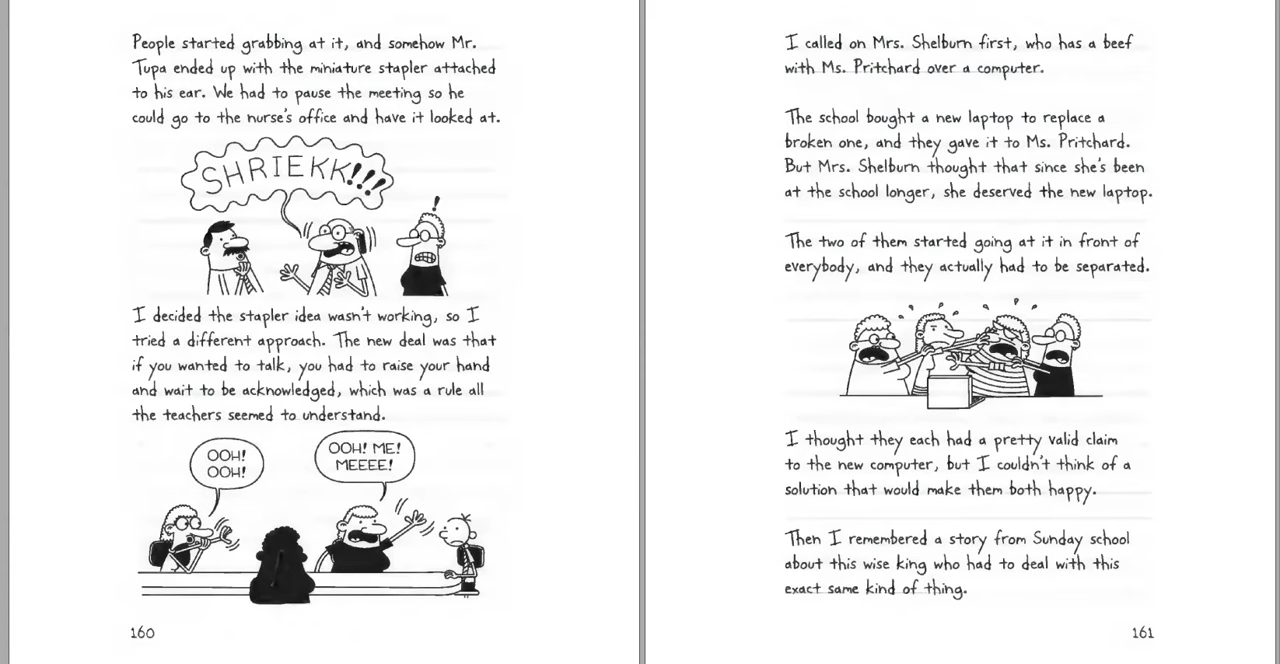 People started grabbing at it, and somehow Mr.
Tupa ended up with the miniature stapler attached
to his ear. We had to pause the meeting so he
could go to the nurse's office and have it looked at.
SHRIEKK!!!
!
I decided the stapler idea wasn't working, so I
tried a different approach. The new deal was that
if you wanted to talk, you had to raise your hand
and wait to be acknowledged, which was a rule all
the teachers seemed to understand.
OOH!
OOH!
OOH! ME!
MEEEE!
160
I called on Mrs. Shelburn first, who has a beef
with Ms. Pritchard over a computer.
The school bought a new laptop to replace a
broken one, and they gave it to Ms. Pritchard.
But Mrs. Shelburn thought that since she's been
at the school longer, she deserved the new laptop.
The two of them started going at it in front of
everybody, and they actually had to be separated.
I thought they each had a pretty valid claim
to the new computer, but I couldn't think of a
solution that would make them both happy.
Then I remembered a story from Sunday school
about this wise king who had to deal with this
exact same kind of thing.
161